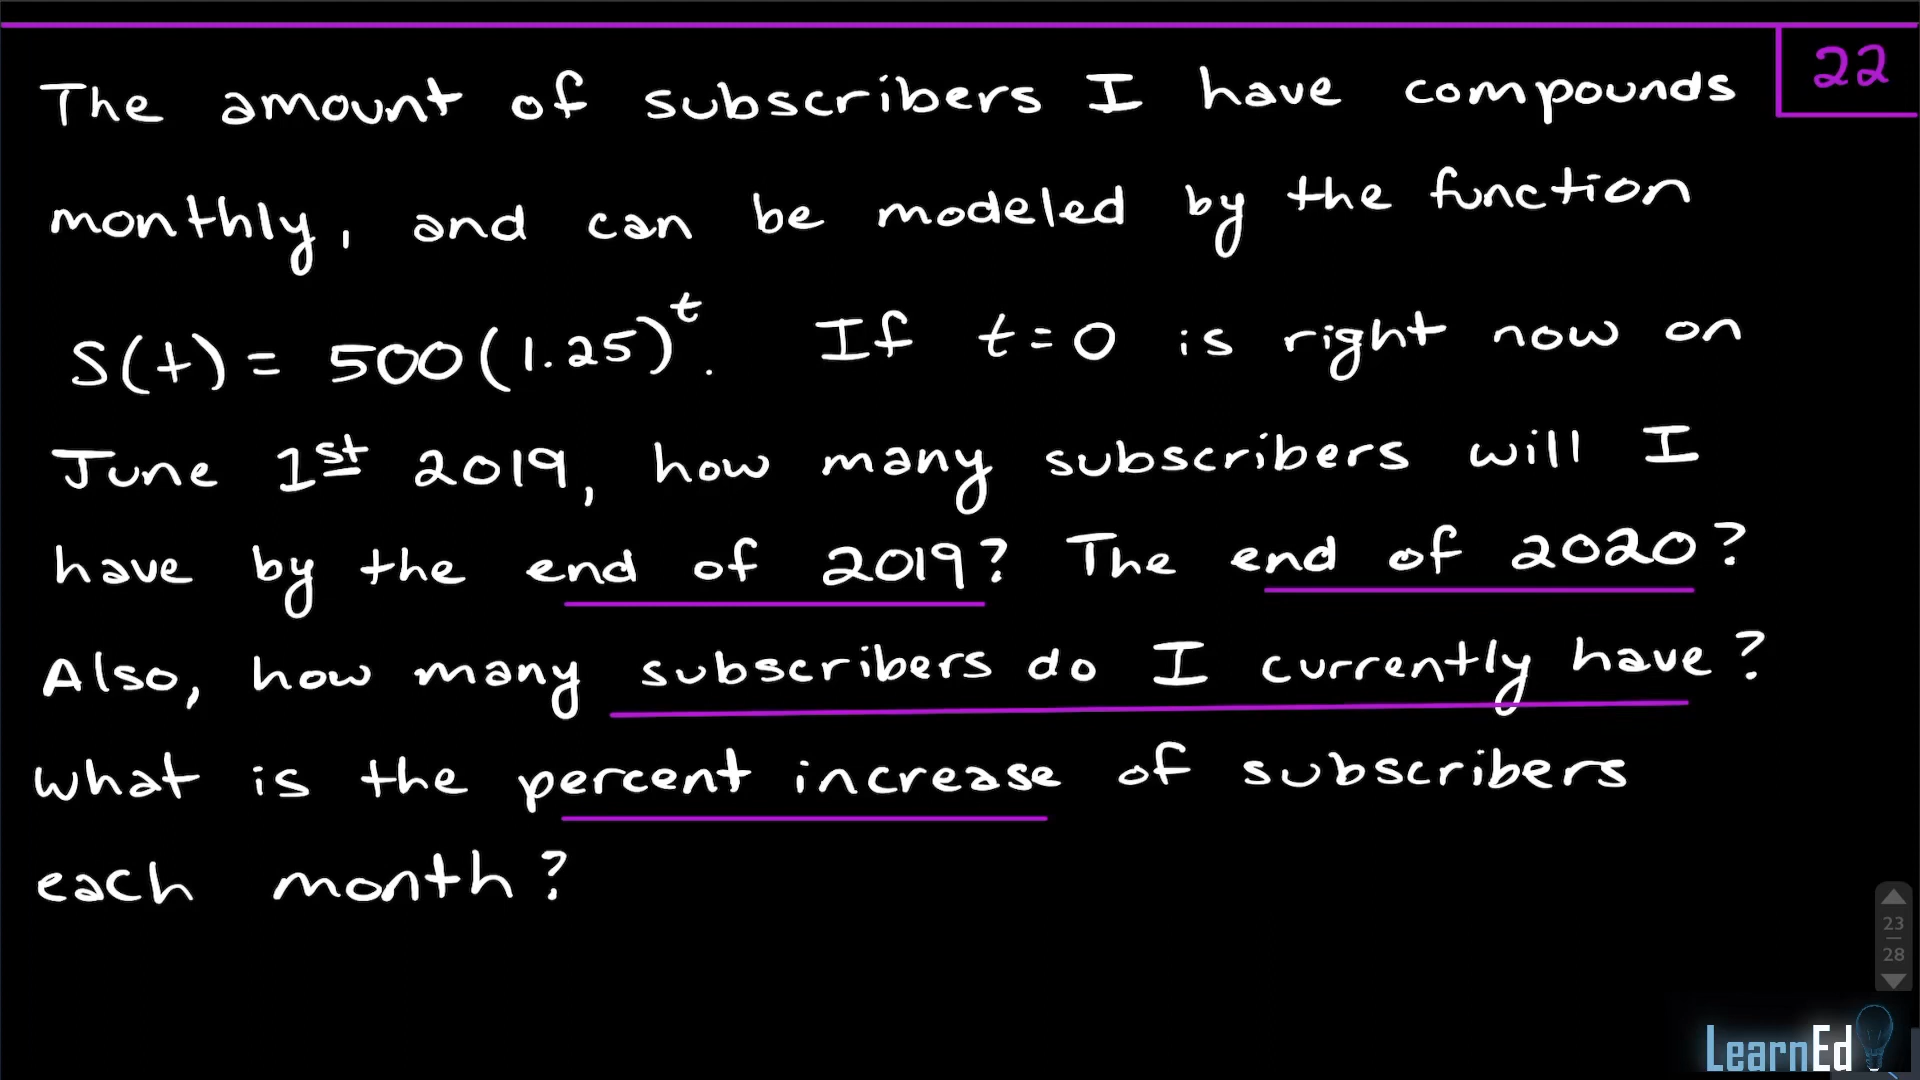 22
The amount of subscribers I have compounds
monthly, and can be modeled by the function
S(t) = 500(1.25)^t. If t=0 is right now on
June 1st 2019, how many subscribers will I
have by the end of 2019? The end of 2020?
Also, how many subscribers do I currently have?
what is the percent increase of subscribers
each month?
23
28
LearnEd